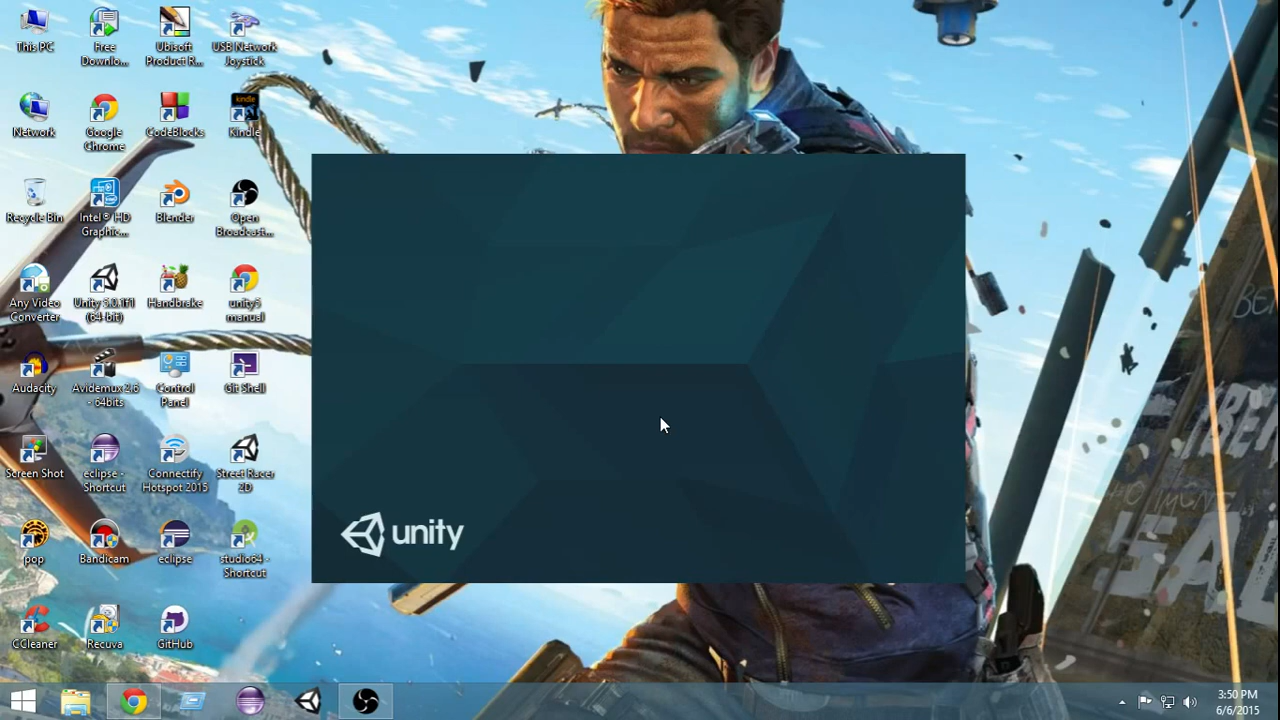 This PC
Free
Downlo...
Ubisoft
Product R...
USB Network
Joystick
Network
Google
Chrome
CodeBlocks
kindle
Kindle
Recycle Bin
Intel® HD
Graphic...
Blender
Open
Broadcast...
Any Video
Converter
Unity 5.0.1f1
(64-bit)
Handbrake
unity5
manual
Audacity
Avidemux 2.6
- 64bits
Control
Panel
Git Shell
Screen Shot
eclipse -
Shortcut
Connectify
Hotspot 2015
Street Racer
2D
pop
Bandicam
eclipse
studio64 -
Shortcut
CCleaner
Recuva
GitHub
unity
3:50 PM
6/6/2015